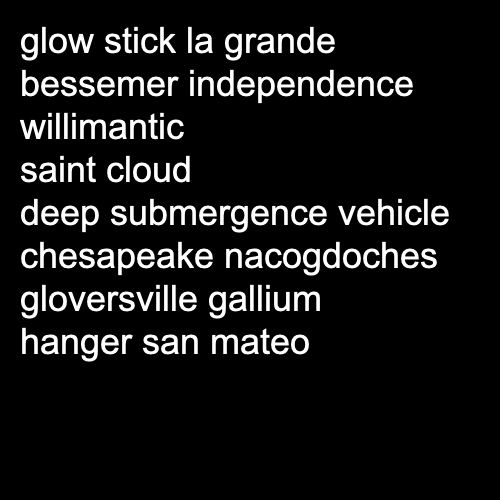 glow stick la grande
bessemer independence
willimantic
saint cloud
deep submergence vehicle
chesapeake nacogdoches
gloversville gallium
hanger san mateo